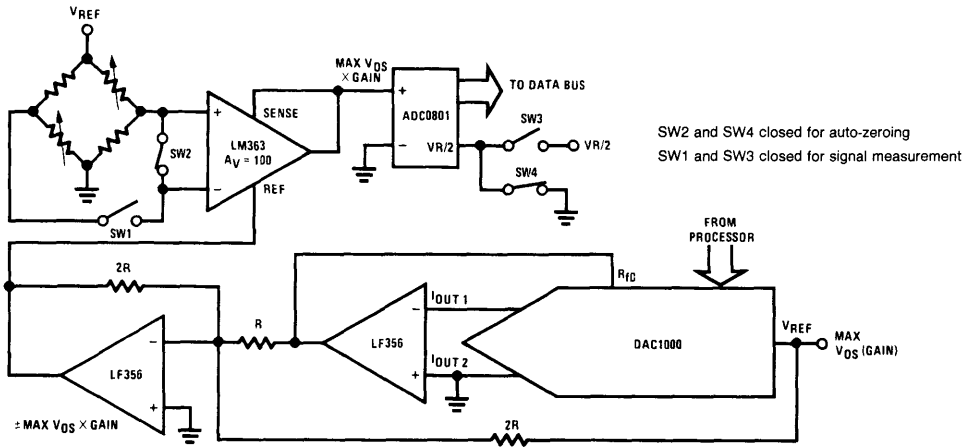 VREF
MAX VOS
× GAIN
TO DATA BUS
+
ADC0801
−
VR/2
SW3
VR/2
SW4
SW2 and SW4 closed for auto-zeroing
SW1 and SW3 closed for signal measurement
+
SENSE
LM363
AV = 100
−
REF
SW2
SW1
FROM
PROCESSOR
2R
R
RfD
−
LF356
+
IOUT 1
IOUT 2
DAC1000
VREF
MAX
VOS (GAIN)
−
LF356
+
±MAX VOS × GAIN
2R